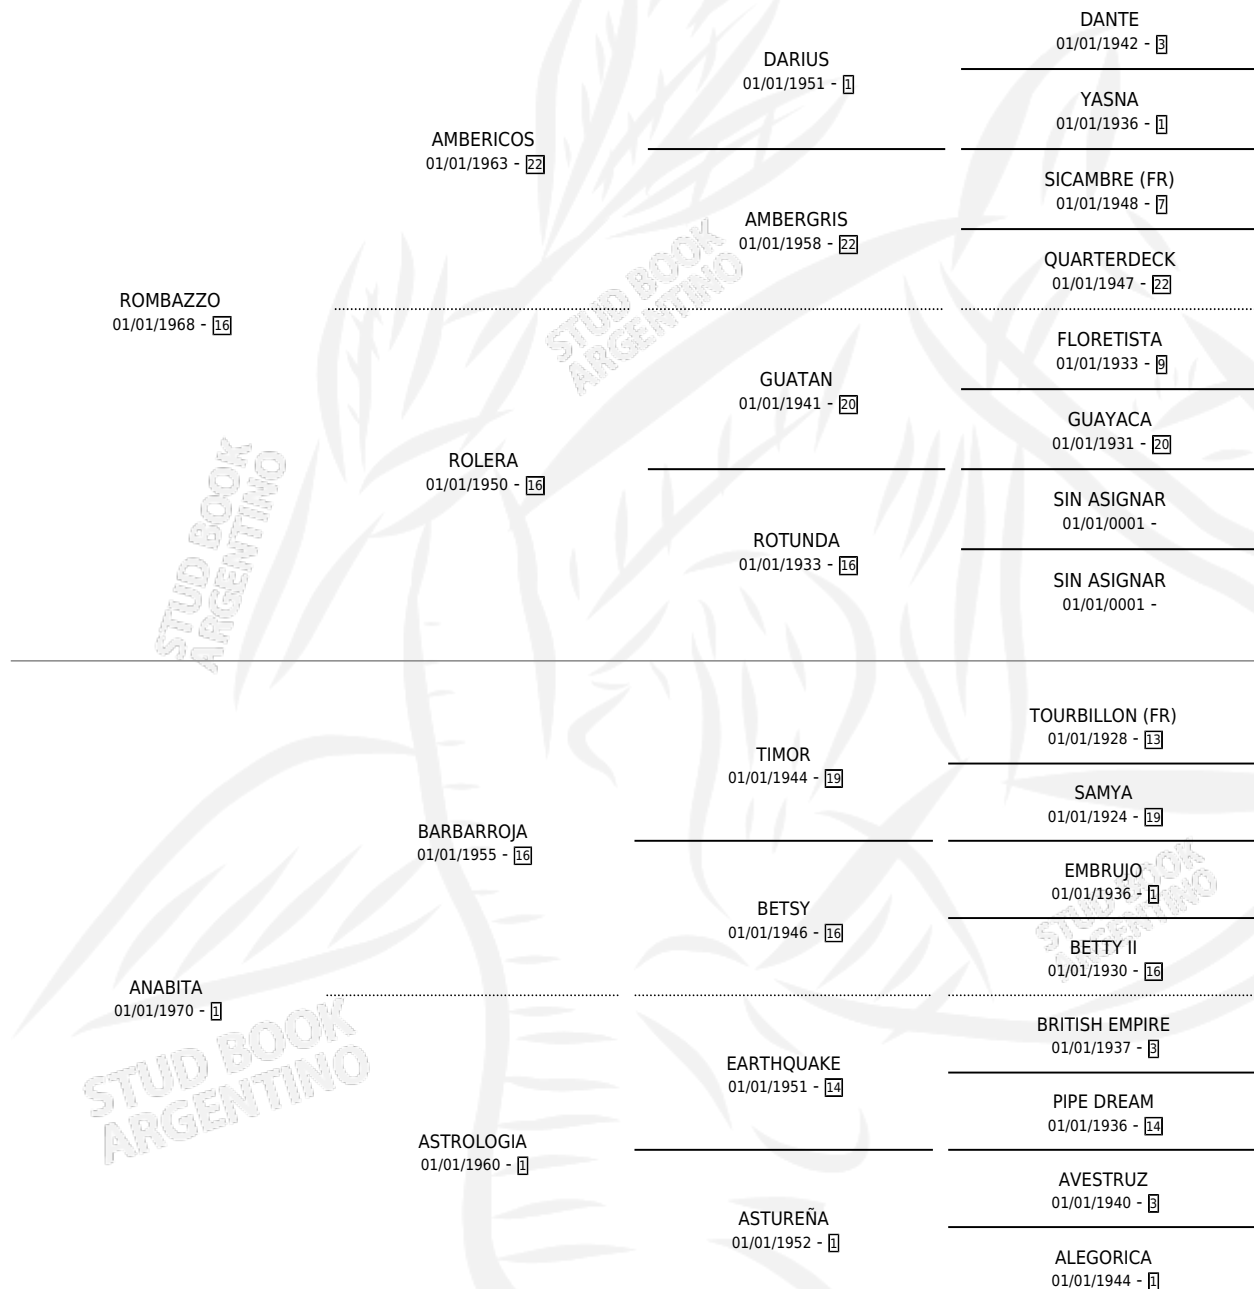 DANTE
01/01/1942 - 3
DARIUS
01/01/1951 - 1
YASNA
01/01/1936 - 1
AMBERICOS
01/01/1963 - 22
SICAMBRE (FR)
01/01/1948 - 7
AMBERGRIS
01/01/1958 - 22
QUARTERDECK
01/01/1947 - 22
ROMBAZZO
01/01/1968 - 16
FLORETISTA
01/01/1933 - 9
GUATAN
01/01/1941 - 20
GUAYACA
01/01/1931 - 20
ROLERA
01/01/1950 - 16
SIN ASIGNAR
01/01/0001 -
ROTUNDA
01/01/1933 - 16
SIN ASIGNAR
01/01/0001 -
TOURBILLON (FR)
01/01/1928 - 13
TIMOR
01/01/1944 - 19
SAMYA
01/01/1924 - 19
BARBARROJA
01/01/1955 - 16
EMBRUJO
01/01/1936 - 1
BETSY
01/01/1946 - 16
BETTY II
01/01/1930 - 16
ANABITA
01/01/1970 - 1
BRITISH EMPIRE
01/01/1937 - 3
EARTHQUAKE
01/01/1951 - 14
PIPE DREAM
01/01/1936 - 14
ASTROLOGIA
01/01/1960 - 1
AVESTRUZ
01/01/1940 - 3
ASTUREÑA
01/01/1952 - 1
ALEGORICA
01/01/1944 - 1
STUD BOOK
ARGENTINO
STUD BOOK
ARGENTINO
STUD BOOK
ARGENTINO
STUD BOOK
ARGENTINO